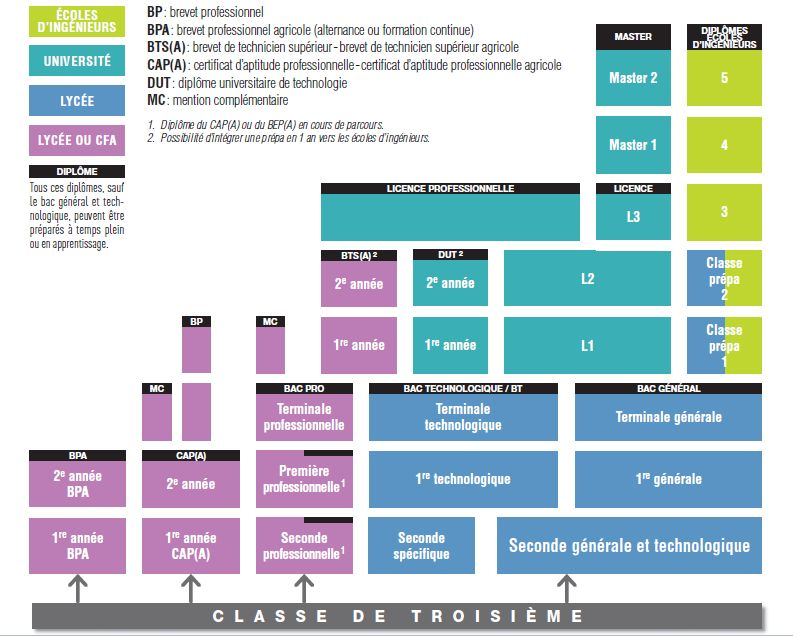 ÉCOLES
D'INGÉNIEURS
UNIVERSITÉ
LYCÉE
LYCÉE OU CFA
DIPLÔME
Tous ces diplômes, sauf
le bac général et tech-
nologique, peuvent être
préparés à temps plein
ou en apprentissage.
BP : brevet professionnel
BPA : brevet professionnel agricole (alternance ou formation continue)
BTS(A) : brevet de technicien supérieur - brevet de technicien supérieur agricole
CAP(A) : certificat d'aptitude professionnelle - certificat d'aptitude professionnelle agricole
DUT : diplôme universitaire de technologie
MC : mention complémentaire
1. Diplôme du CAP(A) ou du BEP(A) en cours de parcours.
2. Possibilité d'intégrer une prépa en 1 an vers les écoles d'ingénieurs.
MASTER
Master 2
Master 1
DIPLÔMES
ÉCOLES
D'INGÉNIEURS
5
4
3
LICENCE PROFESSIONNELLE
LICENCE
L3
BTS(A) 2
2e année
DUT 2
2e année
L2
Classe
prépa
2
1re année
1re année
L1
Classe
prépa
1
BP
MC
MC
BAC PRO
Terminale
professionnelle
BAC TECHNOLOGIQUE / BT
Terminale
technologique
BAC GÉNÉRAL
Terminale générale
BPA
2e année
BPA
CAP(A)
2e année
Première
professionnelle1
1re technologique
1re générale
1re année
BPA
1re année
CAP(A)
Seconde
professionnelle1
Seconde
spécifique
Seconde générale et technologique
CLASSE DE TROISIÈME